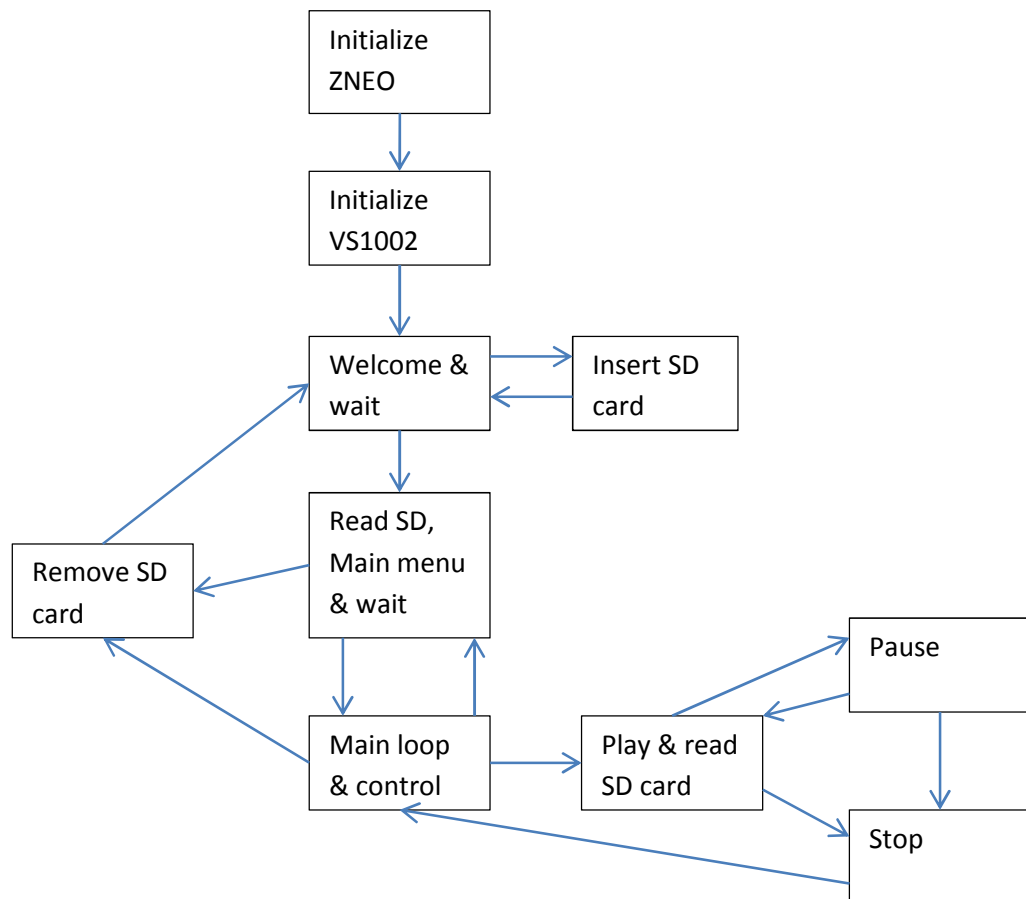 Initialize
ZNEO
Initialize
VS1002
Welcome &
wait
Insert SD
card
Read SD,
Main menu
& wait
Remove SD
card
Pause
Main loop
& control
Play & read
SD card
Stop